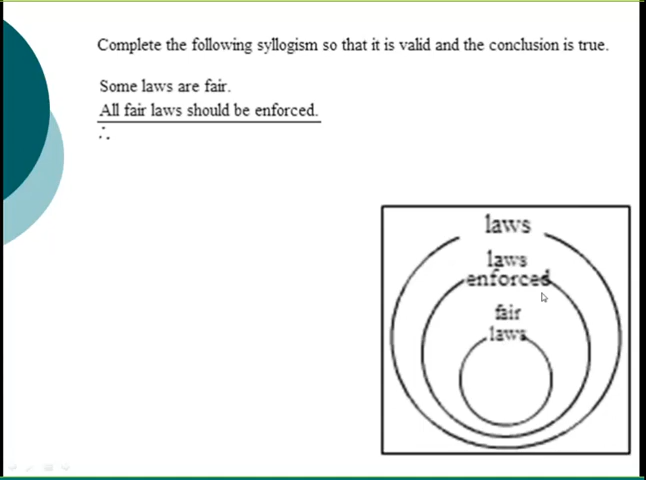 Complete the following syllogism so that it is valid and the conclusion is true.
Some laws are fair.
All fair laws should be enforced.
∴
laws
laws
enforced
fair
laws